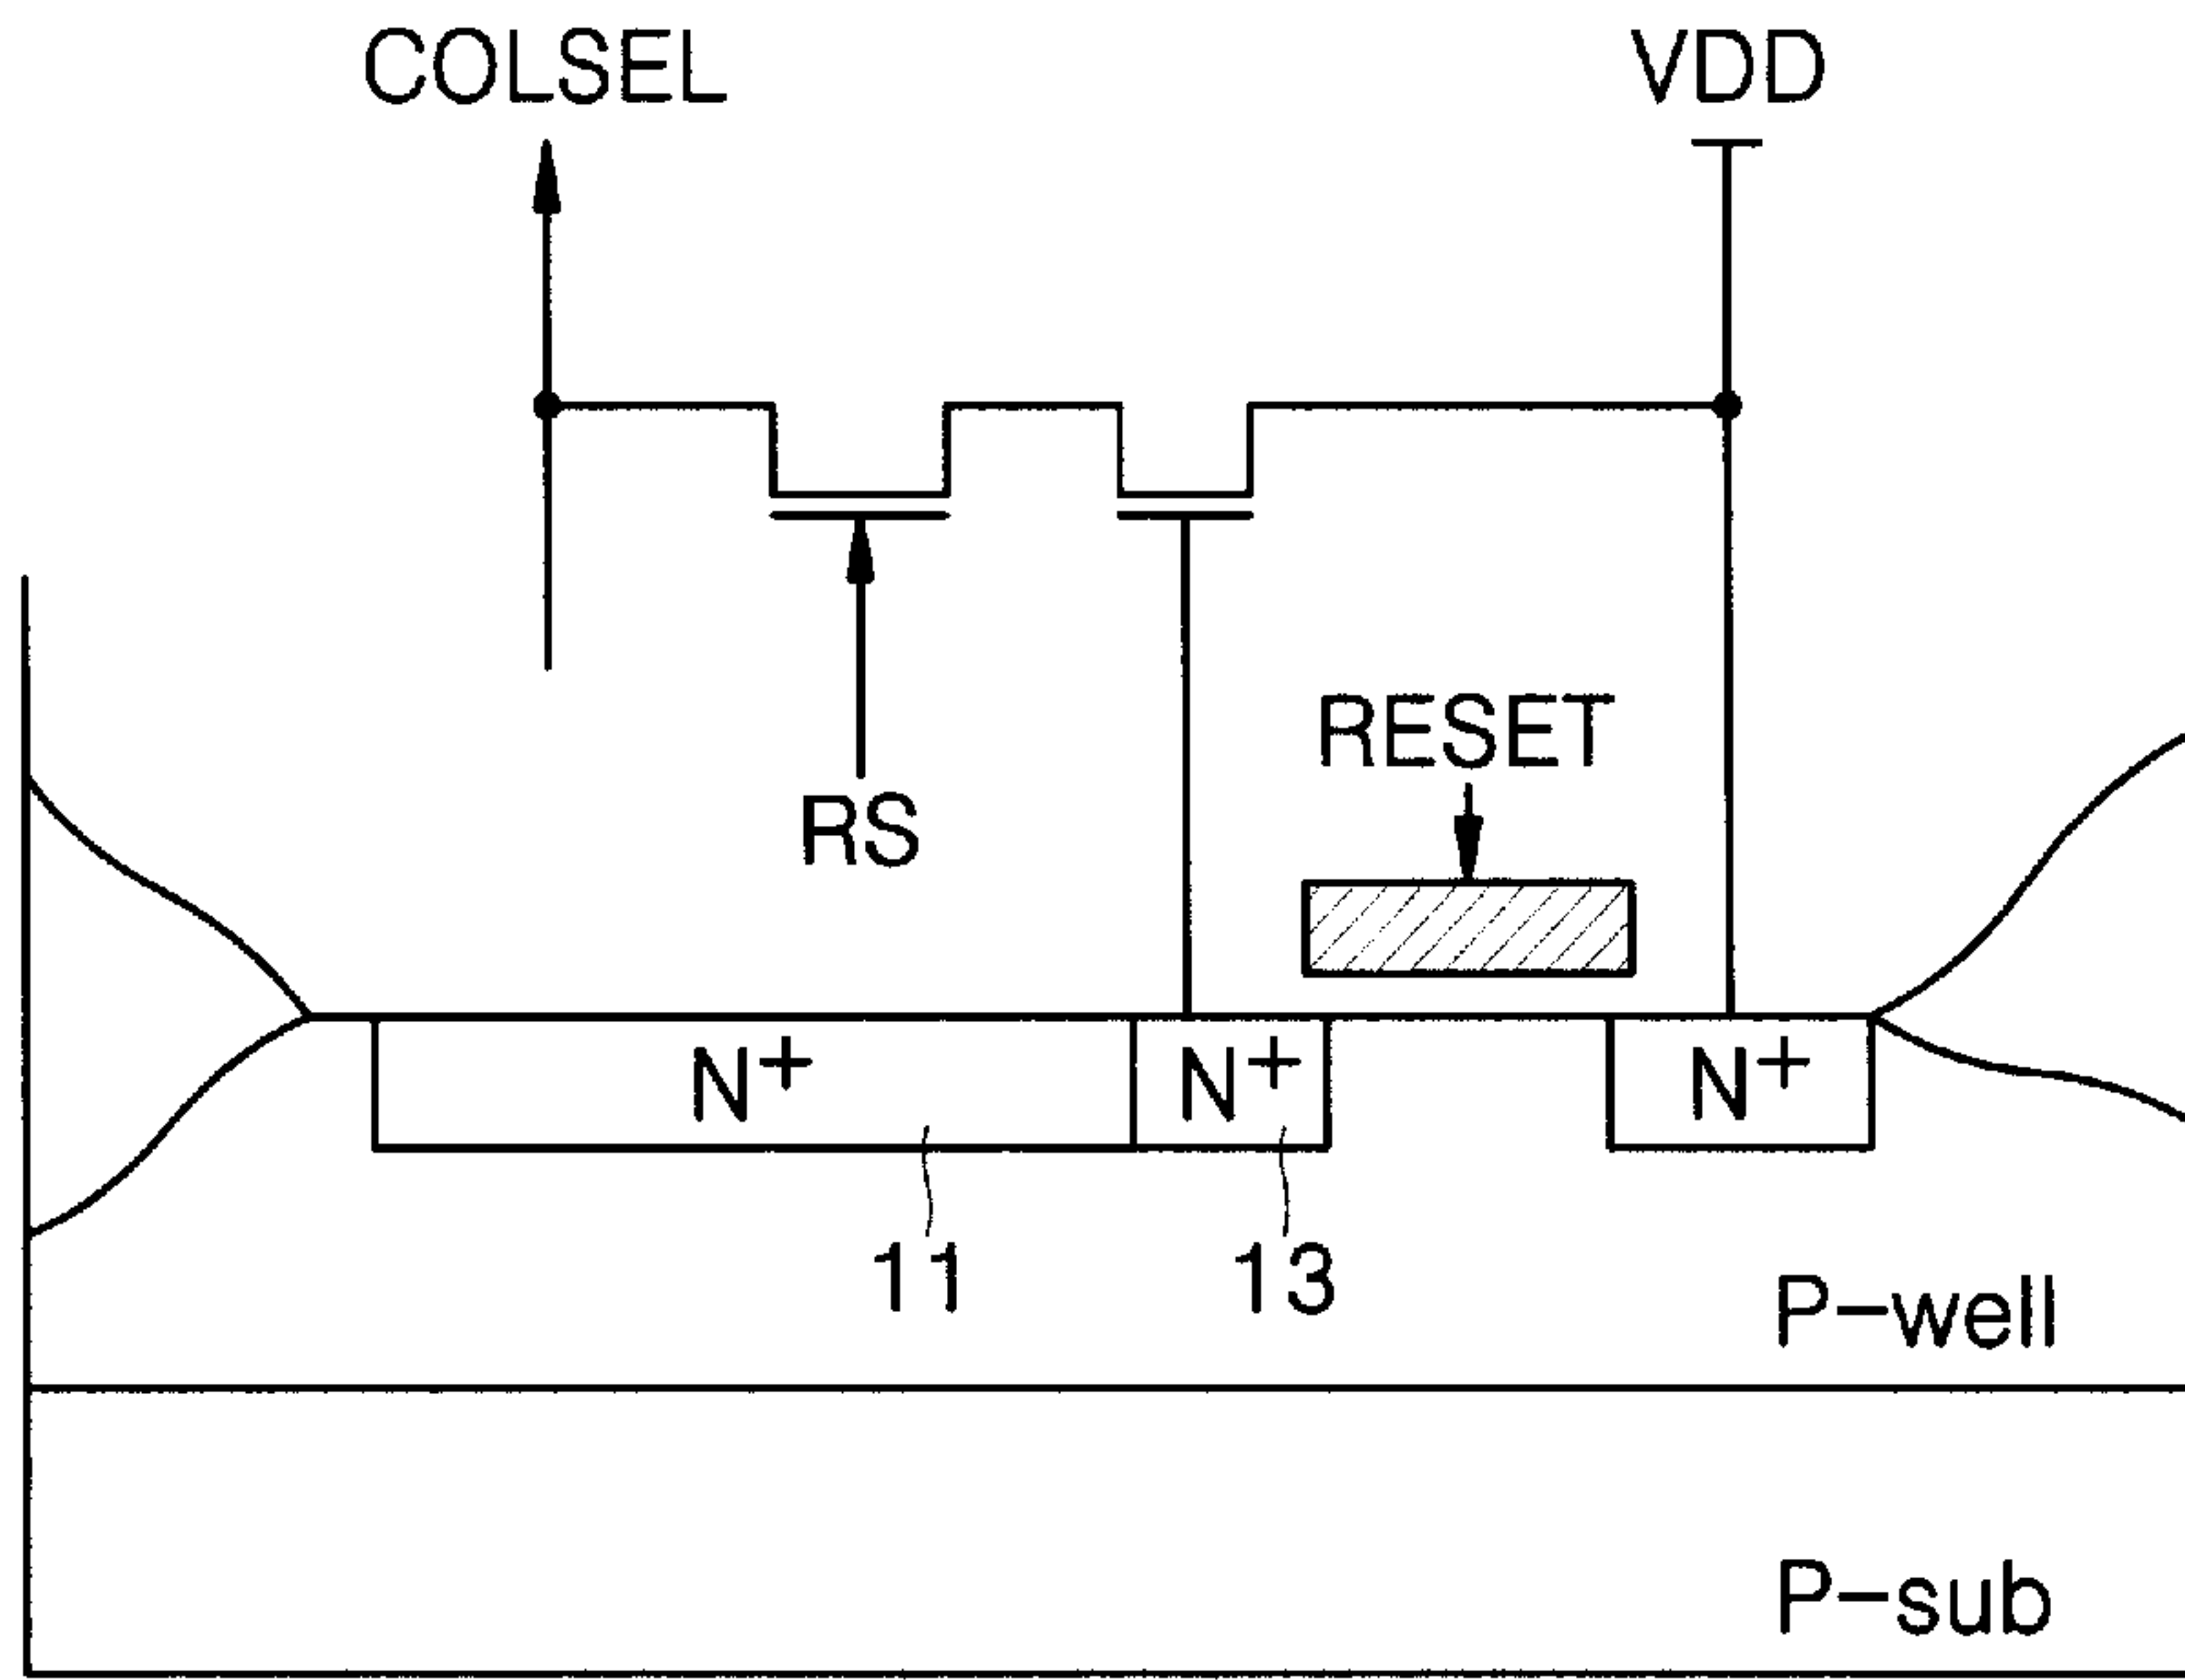 COLSEL VDD
RESET
RS
N+ N+ N+
11 13
P-well
P-sub